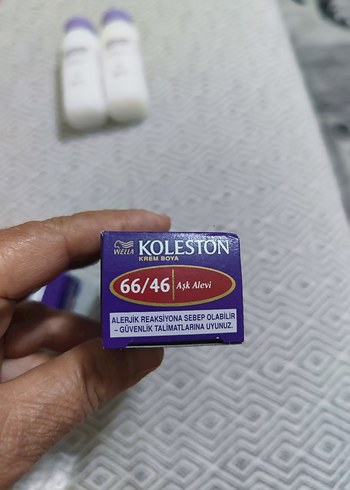 WELLA
KOLESTON
KREM BOYA
66/46 Aşk Alevi
ALERJİK REAKSİYONA SEBEP OLABİLİR
– GÜVENLİK TALİMATLARINA UYUNUZ.